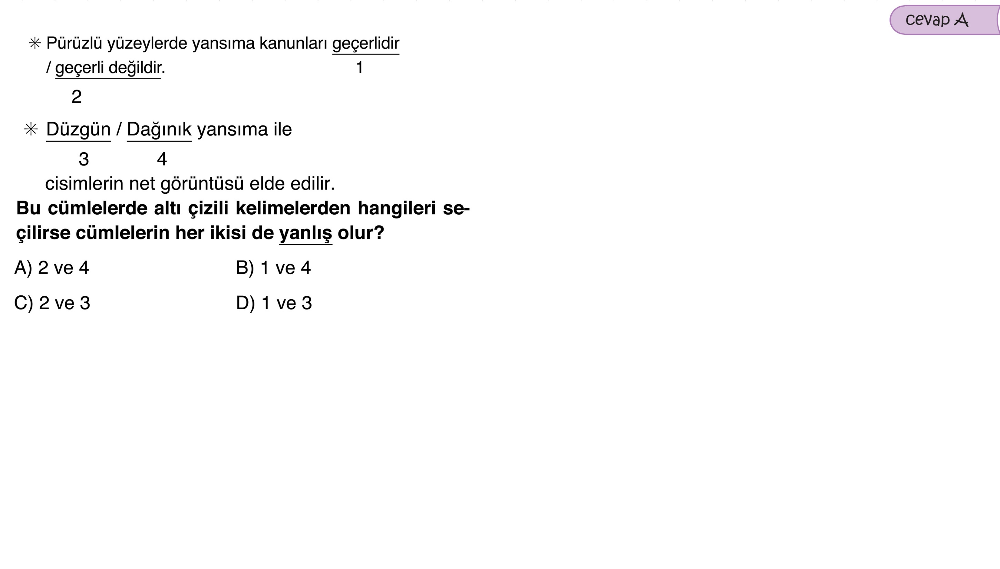 cevap A
✳ Pürüzlü yüzeylerde yansıma kanunları geçerlidir
/ geçerli değildir. 1
2
✳ Düzgün / Dağınık yansıma ile
3 4
cisimlerin net görüntüsü elde edilir.
Bu cümlelerde altı çizili kelimelerden hangileri se-
çilirse cümlelerin her ikisi de yanlış olur?
A) 2 ve 4 B) 1 ve 4
C) 2 ve 3 D) 1 ve 3